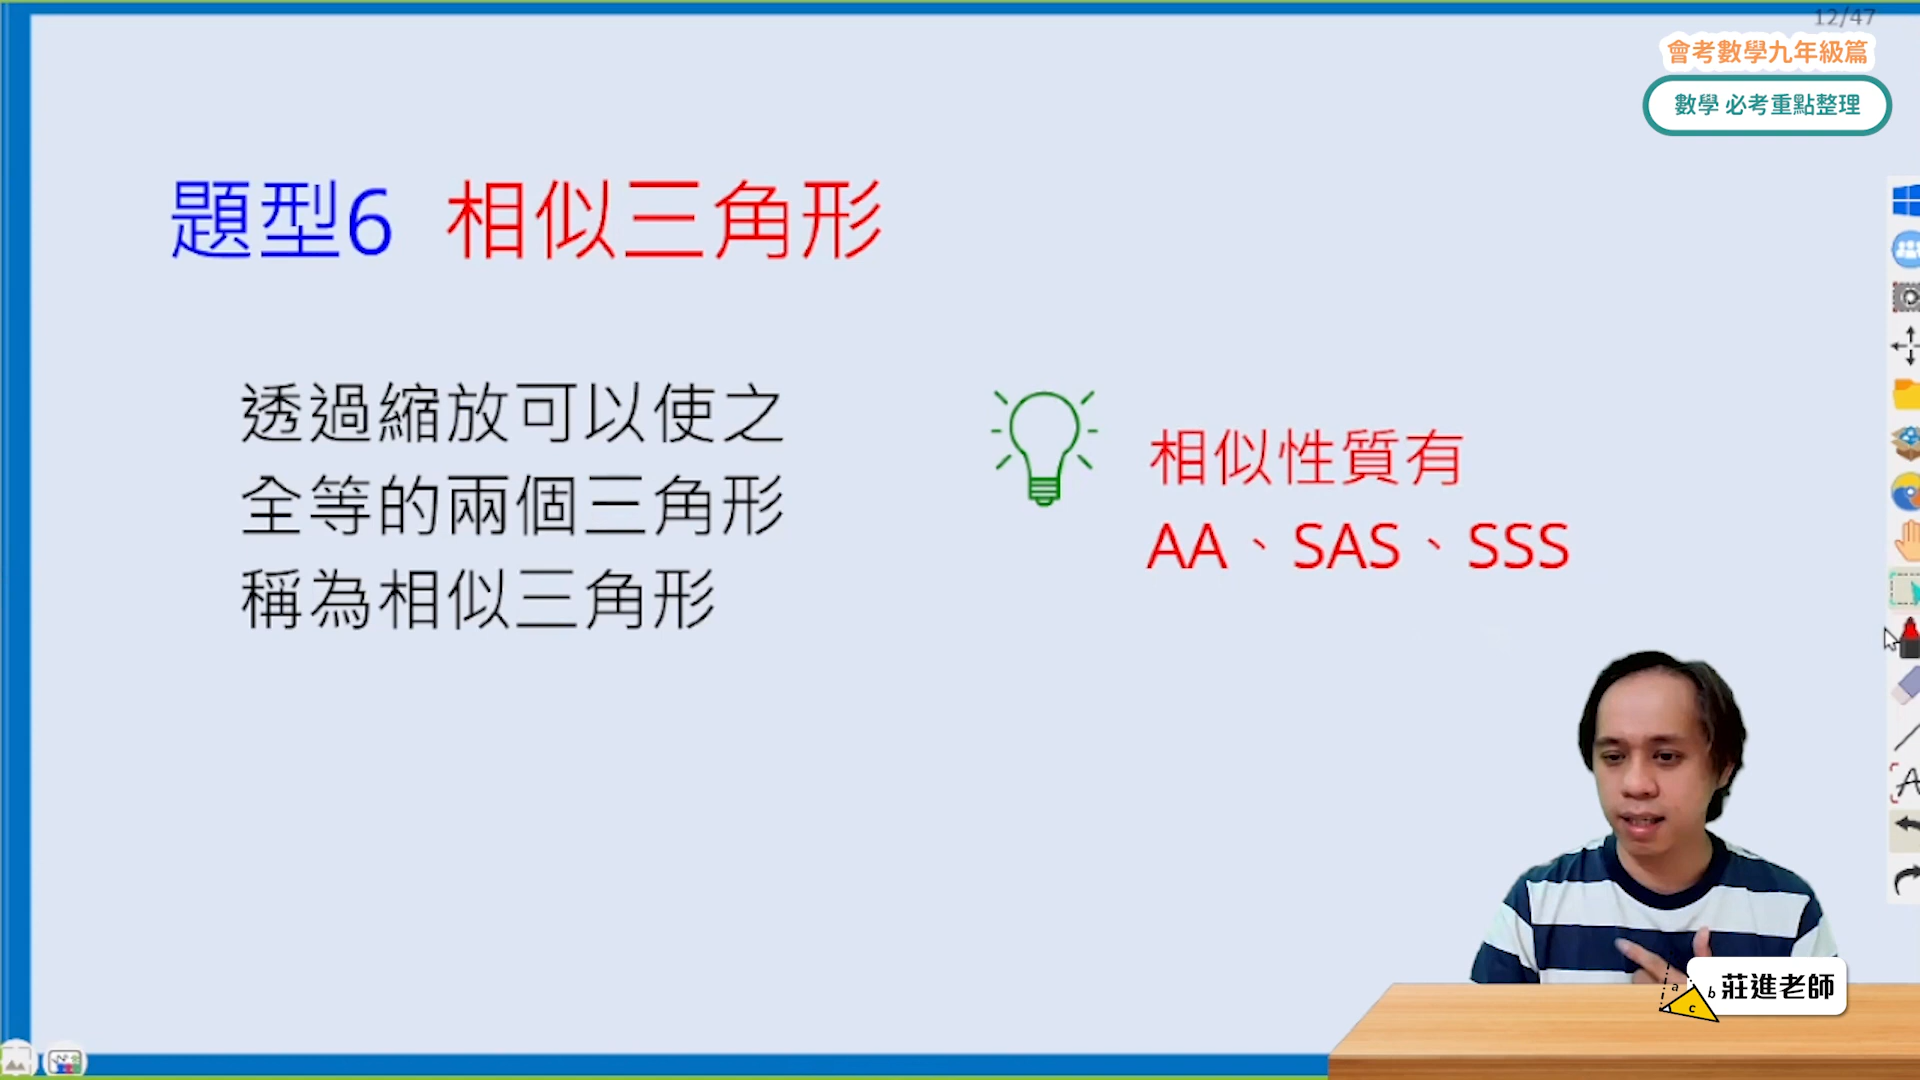 12/47
會考數學九年級篇
數學 必考重點整理
題型6 相似三角形
透過縮放可以使之
全等的兩個三角形
稱為相似三角形
相似性質有
AA、SAS、SSS
A
a
b
c
莊進老師